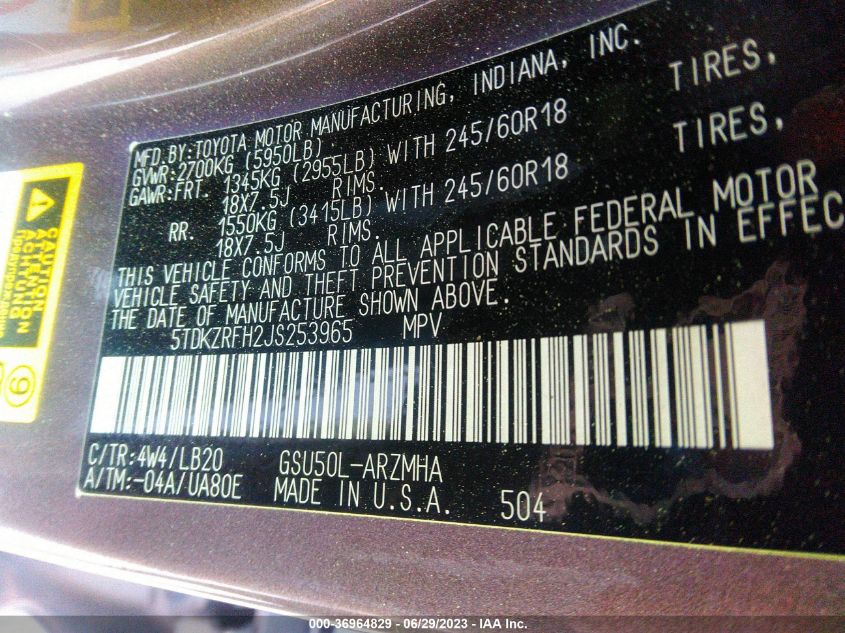 MFD.BY:TOYOTA MOTOR MANUFACTURING, INDIANA, INC.
GVWR:2700KG (5950LB)
GAWR:FRT. 1345KG (2955LB) WITH 245/60R18 TIRES,
18X7.5J RIMS.
RR. 1550KG (3415LB) WITH 245/60R18 TIRES,
18X7.5J RIMS.
THIS VEHICLE CONFORMS TO ALL APPLICABLE FEDERAL MOTOR
VEHICLE SAFETY AND THEFT PREVENTION STANDARDS IN EFFEC
THE DATE OF MANUFACTURE SHOWN ABOVE.
5TDKZRFH2JS253965 MPV
C/TR:4W4/LB20 GSU50L-ARZMHA
A/TM:-04A/UA80E MADE IN U.S.A. 504
CAUTION
000-36964829 - 06/29/2023 - IAA Inc.